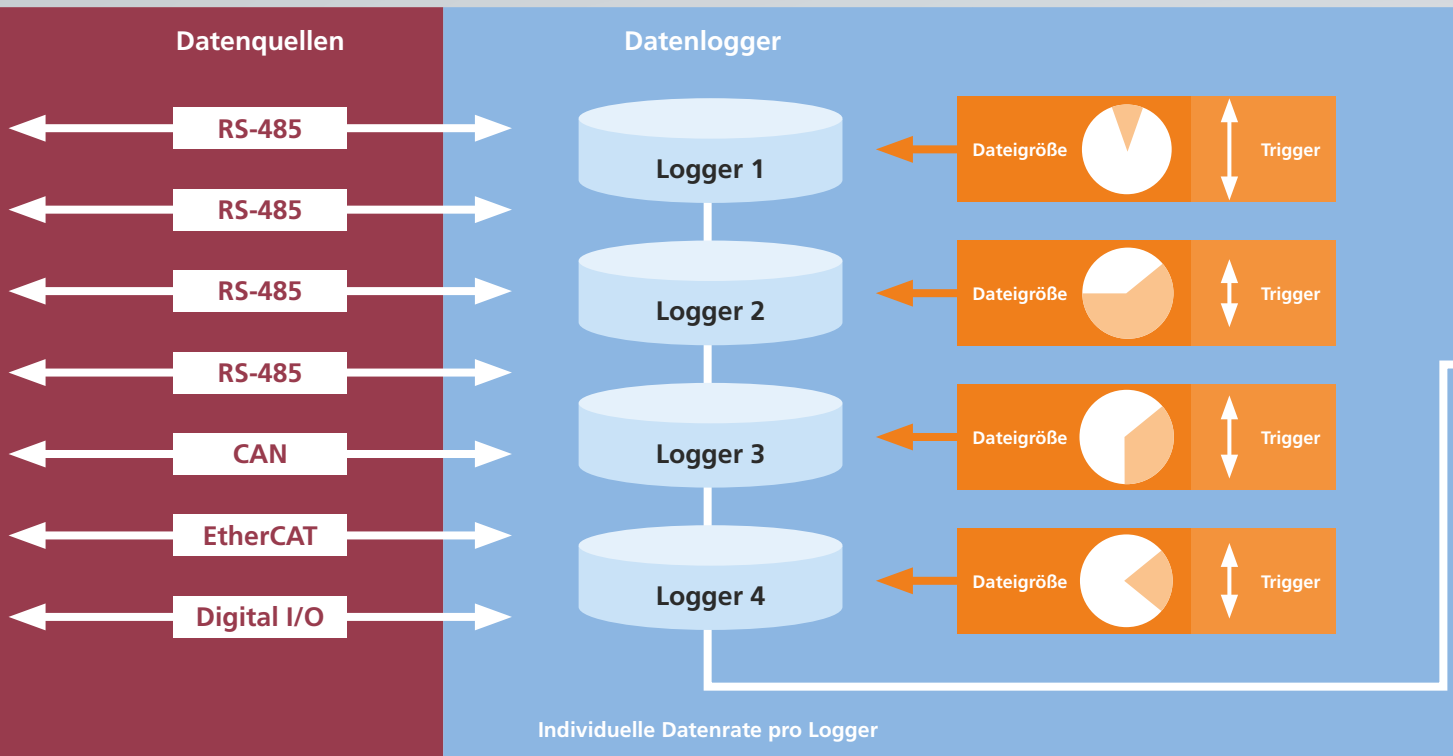 Datenquellen
RS-485
RS-485
RS-485
RS-485
CAN
EtherCAT
Digital I/O
Datenlogger
Logger 1
Logger 2
Logger 3
Logger 4
Dateigröße
Trigger
Dateigröße
Trigger
Dateigröße
Trigger
Dateigröße
Trigger
Individuelle Datenrate pro Logger